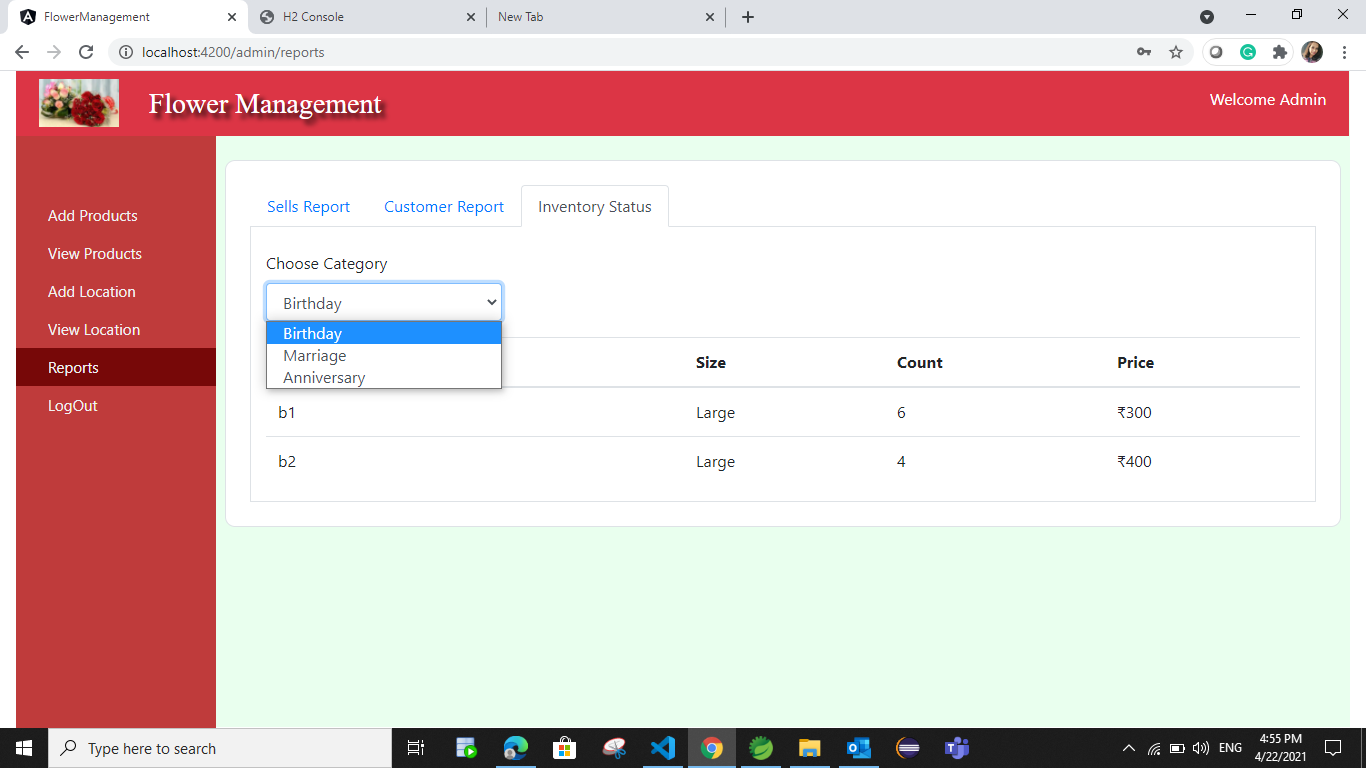 FlowerManagement
H2 Console
New Tab
localhost:4200/admin/reports
Flower Management
Welcome Admin
Add Products
View Products
Add Location
View Location
Reports
LogOut
Sells Report Customer Report Inventory Status
Choose Category
Birthday
Birthday
Marriage
Anniversary
Size Count Price
b1 Large 6 ₹300
b2 Large 4 ₹400
Type here to search
ENG
4:55 PM
4/22/2021